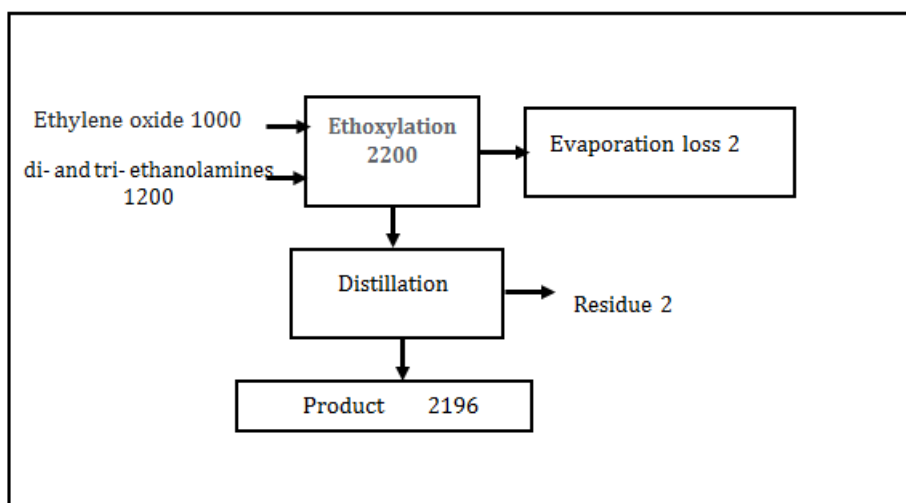 Ethylene oxide 1000
di- and tri- ethanolamines
1200
Ethoxylation
2200
Evaporation loss 2
Distillation
Residue 2
Product 2196